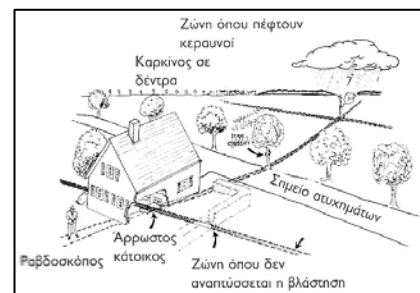 Ζώνη όπου πέφτουν
κεραυνοί
Καρκίνος σε
δέντρα
Σημείο ατυχημάτων
Άρρωστος
κάτοικος
Ραβδοσκόπος
Ζώνη όπου δεν
αναπτύσσεται η βλάστηση